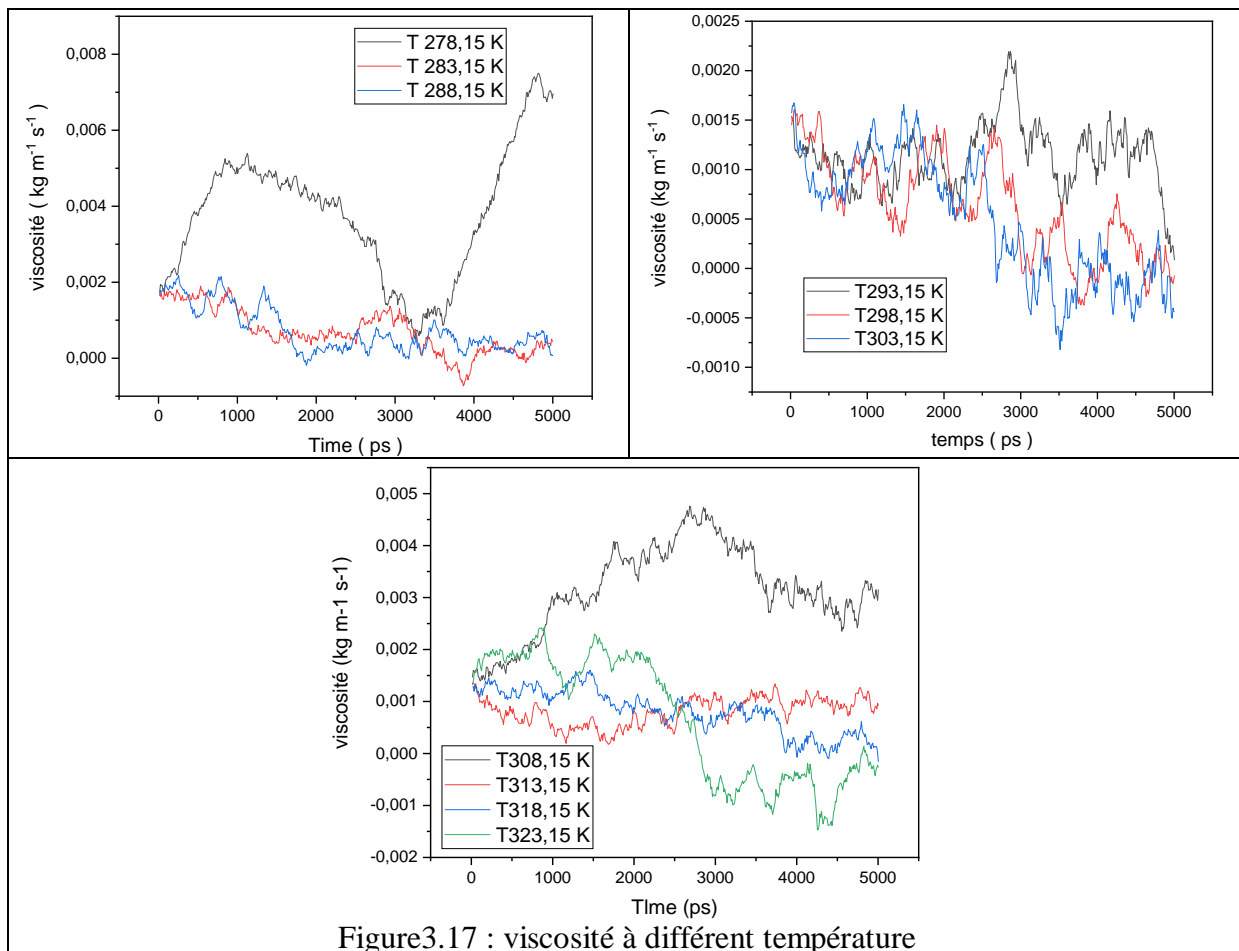 0,008
0,006
0,004
0,002
0,000
viscosité ( kg m-1 s-1 )
T 278,15 K
T 283,15 K
T 288,15 K
0 1000 2000 3000 4000 5000
Time ( ps )
0,0025
0,0020
0,0015
0,0010
0,0005
0,0000
-0,0005
-0,0010
viscosité (kg m-1 s-1)
T293,15 K
T298,15 K
T303,15 K
0 1000 2000 3000 4000 5000
temps ( ps )
0,005
0,004
0,003
0,002
0,001
0,000
-0,001
-0,002
viscosité (kg m-1 s-1)
T308,15 K
T313,15 K
T318,15 K
T323,15 K
0 1000 2000 3000 4000 5000
TIme (ps)
Figure3.17 : viscosité à différent température